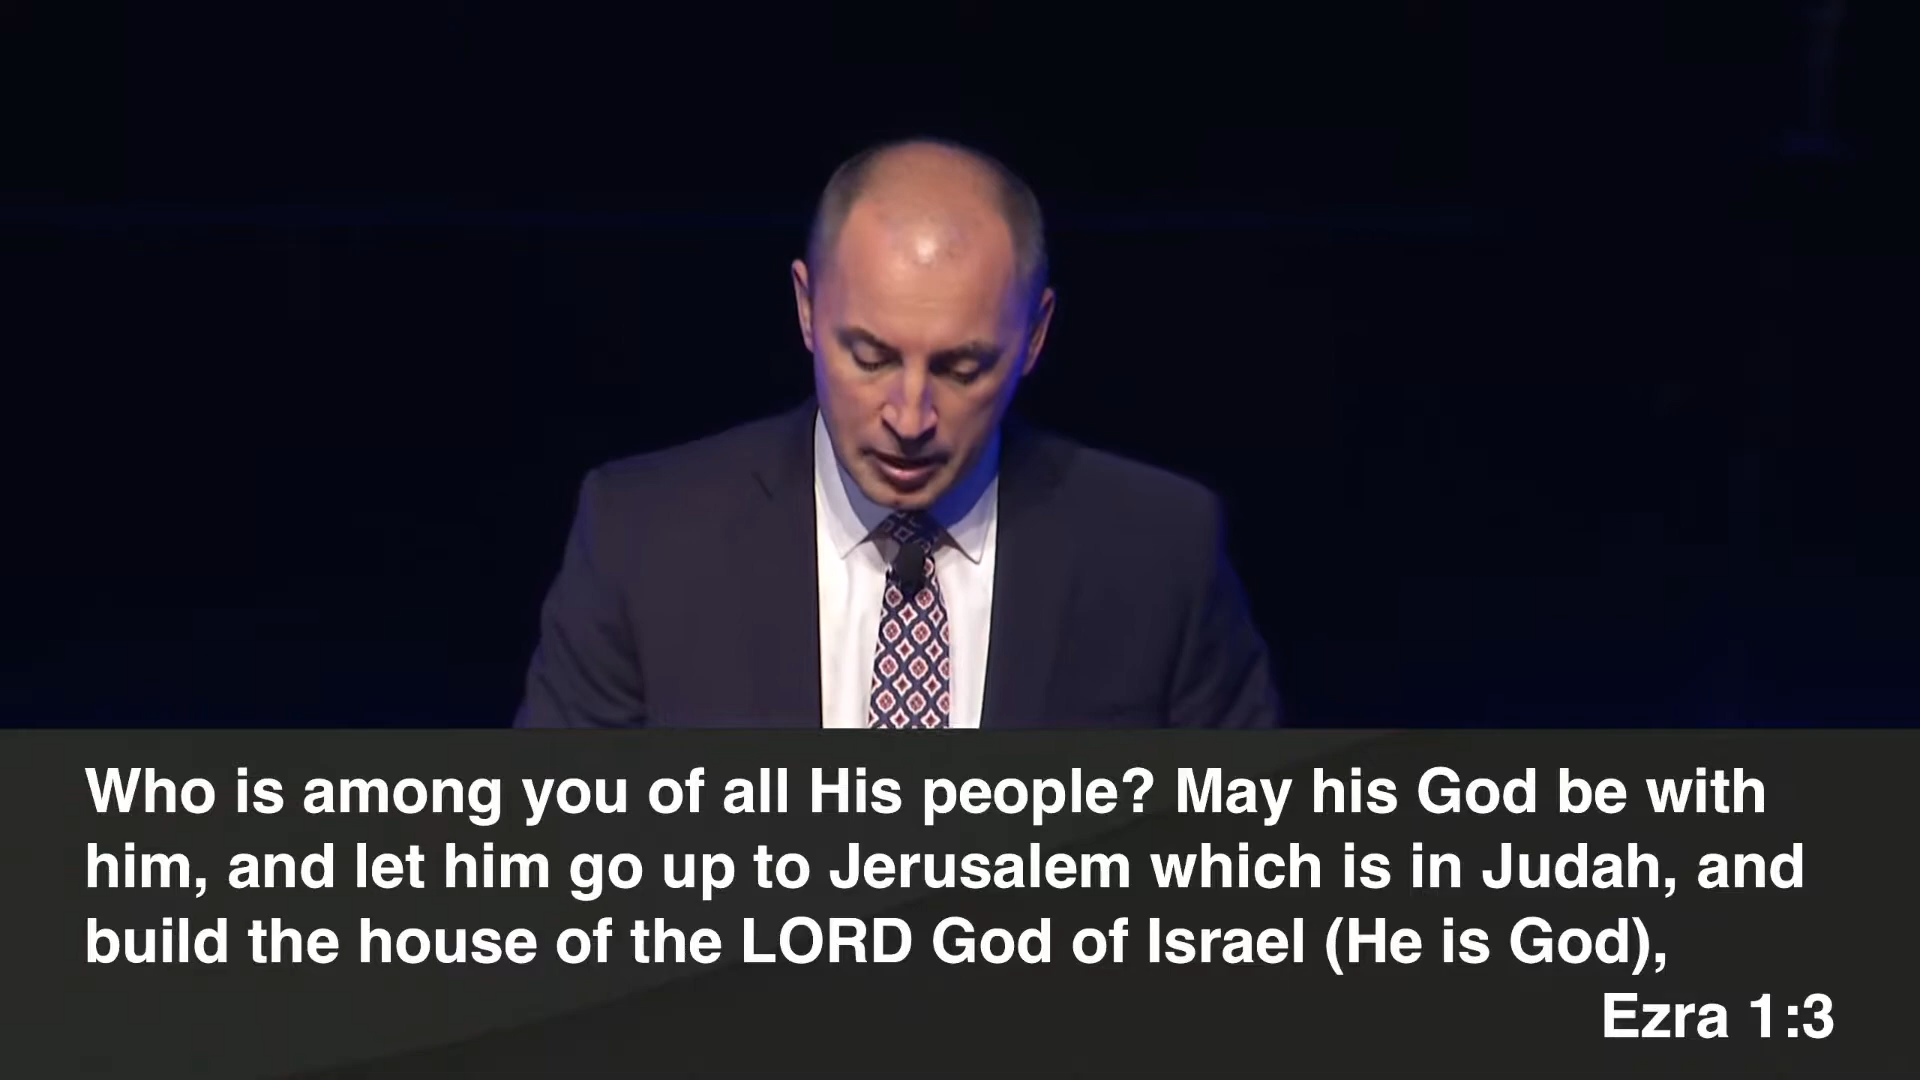 Who is among you of all His people? May his God be with
him, and let him go up to Jerusalem which is in Judah, and
build the house of the LORD God of Israel (He is God),
Ezra 1:3